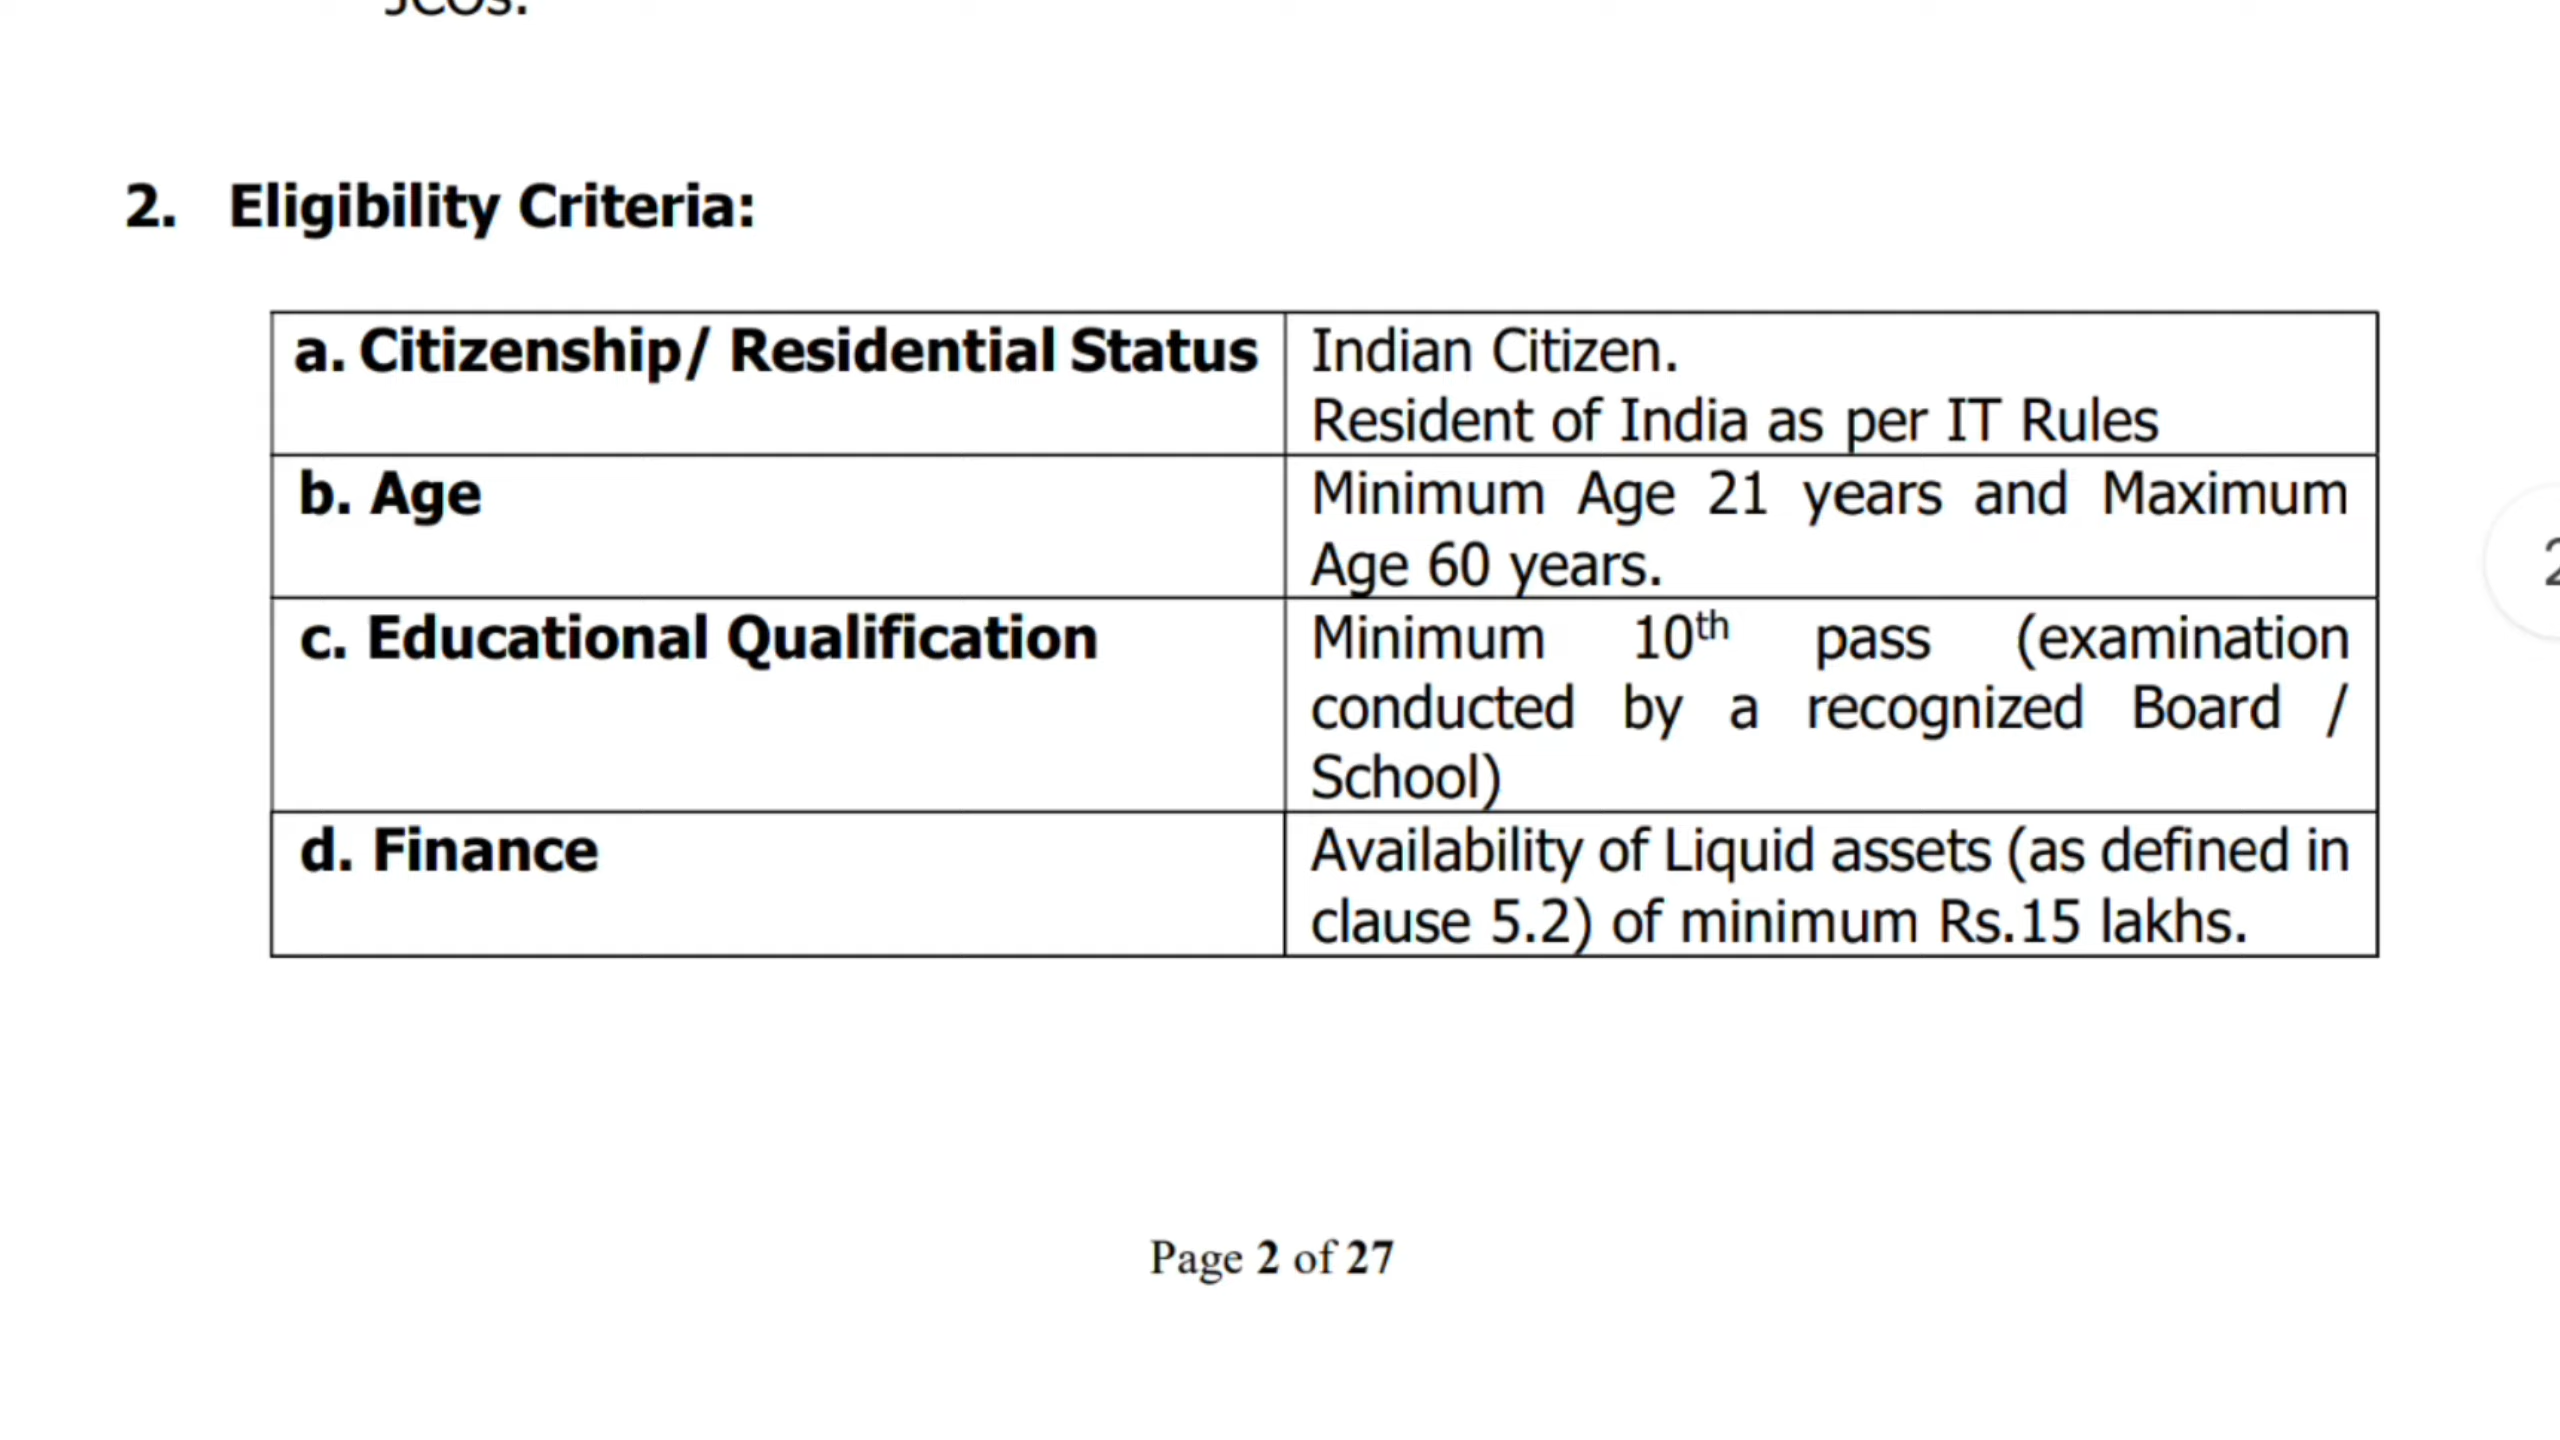 JCOs.
2. Eligibility Criteria:
a. Citizenship/ Residential Status
Indian Citizen.
Resident of India as per IT Rules
b. Age
Minimum Age 21 years and Maximum
Age 60 years.
c. Educational Qualification
Minimum 10th pass (examination
conducted by a recognized Board /
School)
d. Finance
Availability of Liquid assets (as defined in
clause 5.2) of minimum Rs.15 lakhs.
2
Page 2 of 27